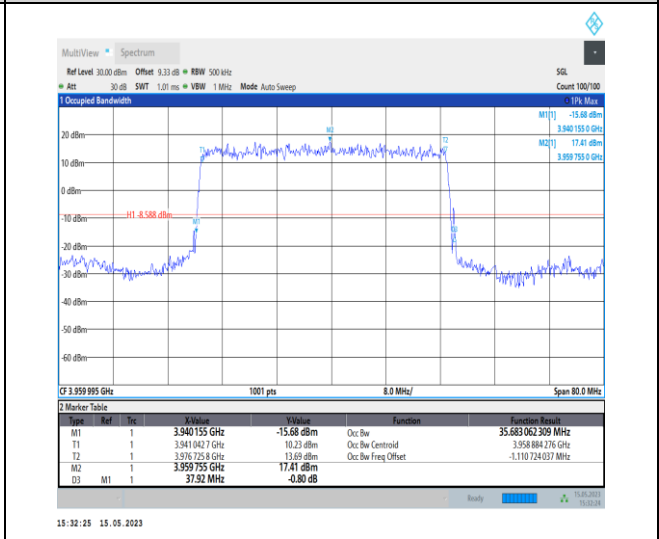 MultiView Spectrum
Ref Level 30.00 dBm Offset 9.33 dB RBW 500 kHz SGL
Att 30 dB SWT 1.01 ms VBW 1 MHz Mode Auto Sweep Count 100/100
1 Occupied Bandwidth 1Pk Max
M1[1] -15.68 dBm
3.940 155 0 GHz
M2[1] 17.41 dBm
3.959 755 0 GHz
M2
T2
20 dBm
T1
10 dBm
0 dBm
H1 -8.588 dBm
-10 dBm
M1
D3
-20 dBm
-30 dBm
-40 dBm
-50 dBm
-60 dBm
CF 3.959 995 GHz 1001 pts 8.0 MHz/ Span 80.0 MHz
2 Marker Table
Type Ref Trc X-Value Y-Value Function Function Result
M1 1 3.940 155 GHz -15.68 dBm Occ Bw 35.683 062 309 MHz
T1 1 3.941 042 7 GHz 10.23 dBm Occ Bw Centroid 3.958 884 276 GHz
T2 1 3.976 725 8 GHz 13.69 dBm Occ Bw Freq Offset -1.110 724 037 MHz
M2 1 3.959 755 GHz 17.41 dBm
D3 M1 1 37.92 MHz -0.80 dB
Ready 15.05.2023
15:32:24
15:32:25 15.05.2023